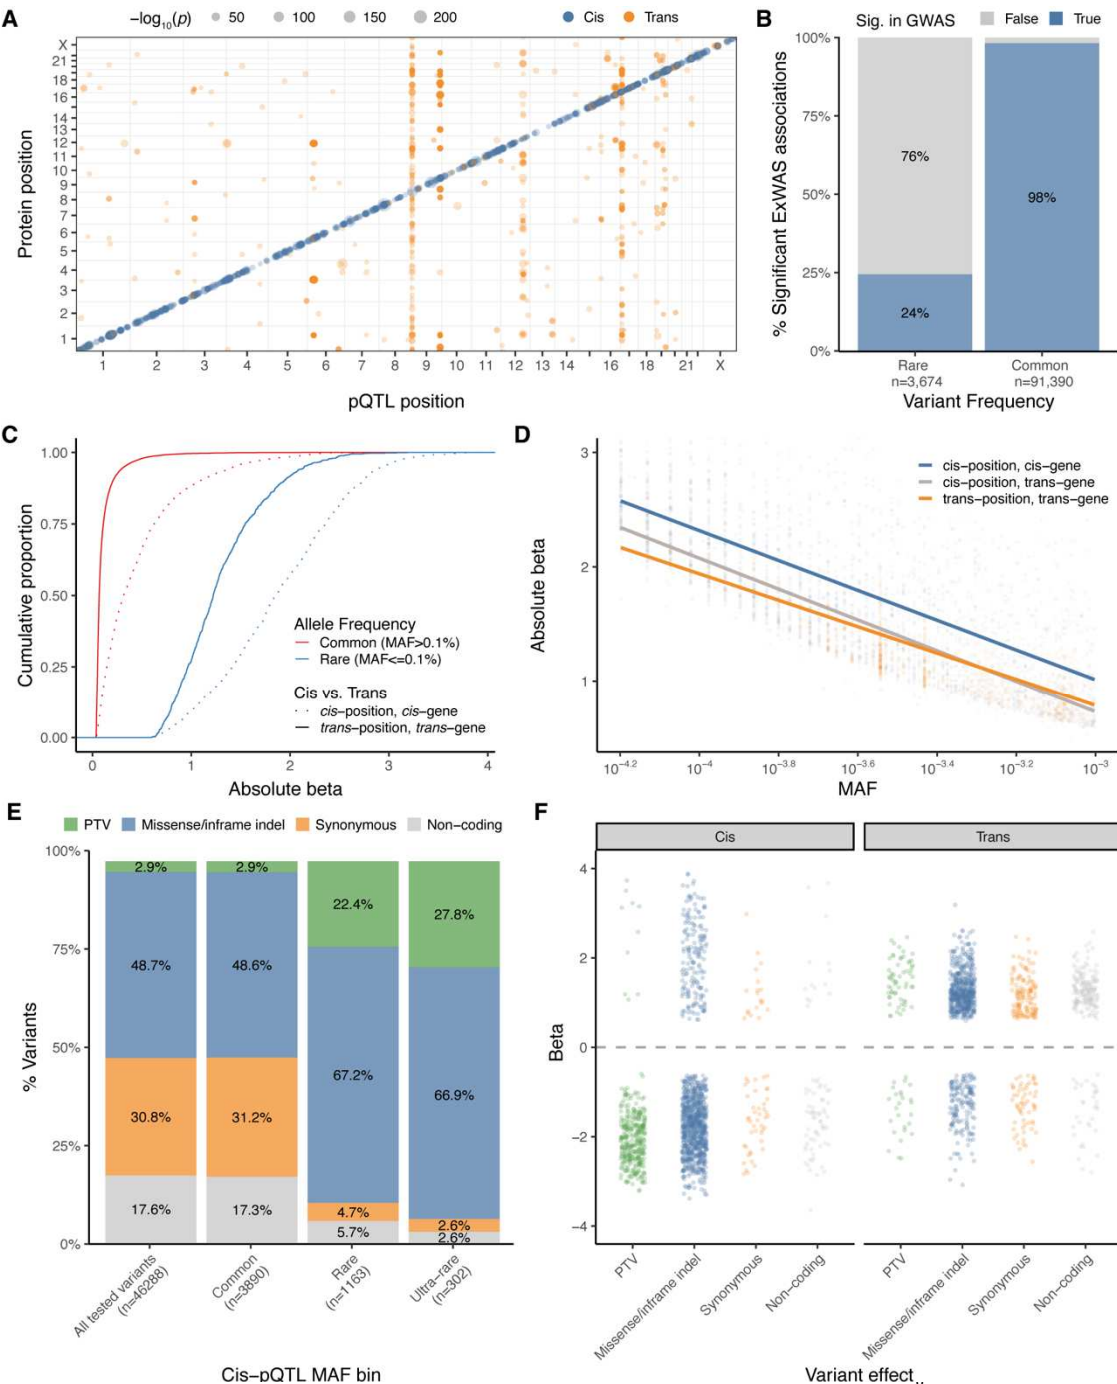 A
−log10(p) 50 100 150 200 Cis Trans
Protein position
X
21
18
16
14
13
12
11
10
9
8
7
6
5
4
3
2
1
1 2 3 4 5 6 7 8 9 10 11 12 13 14 16 18 21 X
pQTL position
B
Sig. in GWAS False True
% Significant ExWAS associations
100%
75%
50%
25%
0%
76%
24%
98%
Rare
n=3,674
Common
n=91,390
Variant Frequency
C
Cumulative proportion
1.00
0.75
0.50
0.25
0.00
Allele Frequency
Common (MAF>0.1%)
Rare (MAF<=0.1%)
Cis vs. Trans
cis−position, cis−gene
trans−position, trans−gene
0 1 2 3 4
Absolute beta
D
Absolute beta
3
2
1
cis−position, cis−gene
cis−position, trans−gene
trans−position, trans−gene
10−4.2 10−4 10−3.8 10−3.6 10−3.4 10−3.2 10−3
MAF
E
PTV Missense/inframe indel Synonymous Non−coding
% Variants
100%
75%
50%
25%
0%
2.9%
48.7%
30.8%
17.6%
2.9%
48.6%
31.2%
17.3%
22.4%
67.2%
4.7%
5.7%
27.8%
66.9%
2.6%
2.6%
All tested variants
(n=46288)
Common
(n=3890)
Rare
(n=1163)
Ultra−rare
(n=302)
Cis−pQTL MAF bin
F
Cis Trans
Beta
4
2
0
−2
−4
PTV
Missense/inframe indel
Synonymous
Non−coding
PTV
Missense/inframe indel
Synonymous
Non−coding
Variant effect